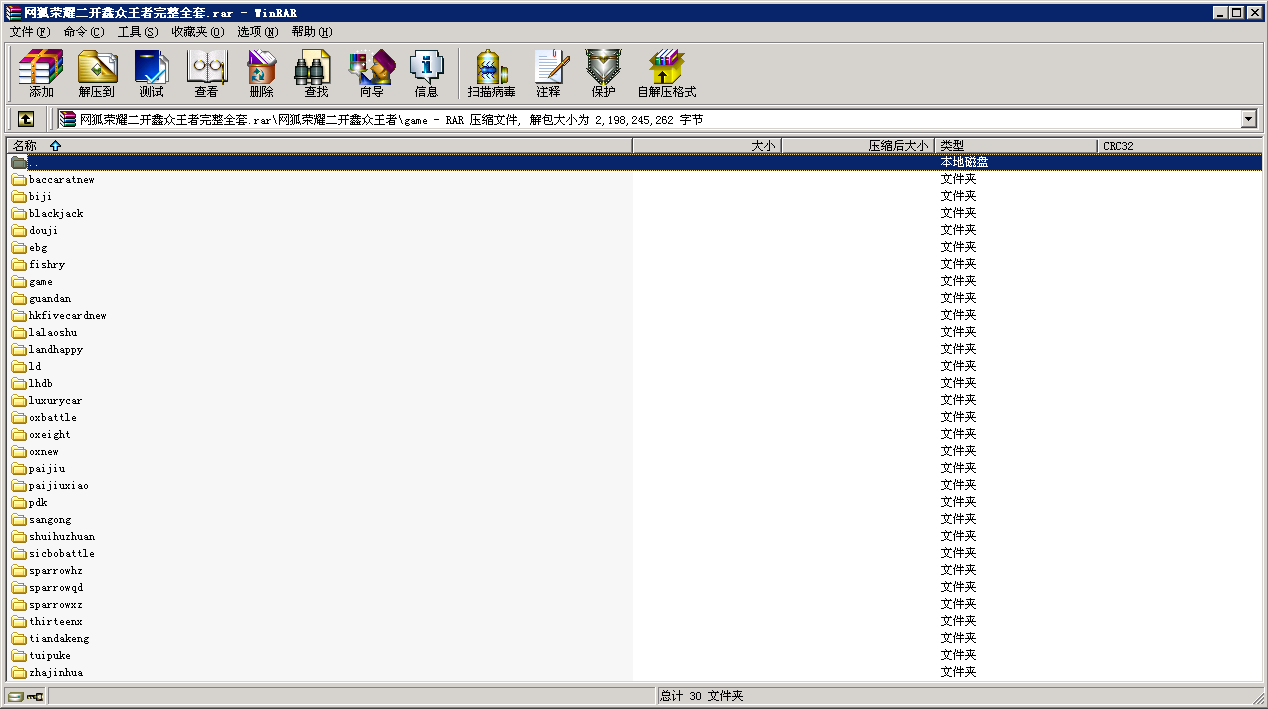 网狐荣耀二开鑫众王者完整全套.rar - WinRAR
文件(F) 命令(C) 工具(S) 收藏夹(O) 选项(N) 帮助(H)
添加 解压到 测试 查看 删除 查找 向导 信息 扫描病毒 注释 保护 自解压格式
网狐荣耀二开鑫众王者完整全套.rar\网狐荣耀二开鑫众王者\game - RAR 压缩文件, 解包大小为 2,198,245,262 字节
名称 大小 压缩后大小 类型 CRC32
.. 本地磁盘
baccaratnew 文件夹
biji 文件夹
blackjack 文件夹
douji 文件夹
ebg 文件夹
fishry 文件夹
game 文件夹
guandan 文件夹
hkfivecardnew 文件夹
lalaoshu 文件夹
landhappy 文件夹
ld 文件夹
lhdb 文件夹
luxurycar 文件夹
oxbattle 文件夹
oxeight 文件夹
oxnew 文件夹
paijiu 文件夹
paijiuxiao 文件夹
pdk 文件夹
sangong 文件夹
shuihuzhuan 文件夹
sicbobattle 文件夹
sparrowhz 文件夹
sparrowqd 文件夹
sparrowxz 文件夹
thirteenx 文件夹
tiandakeng 文件夹
tuipuke 文件夹
zhajinhua 文件夹
总计 30 文件夹